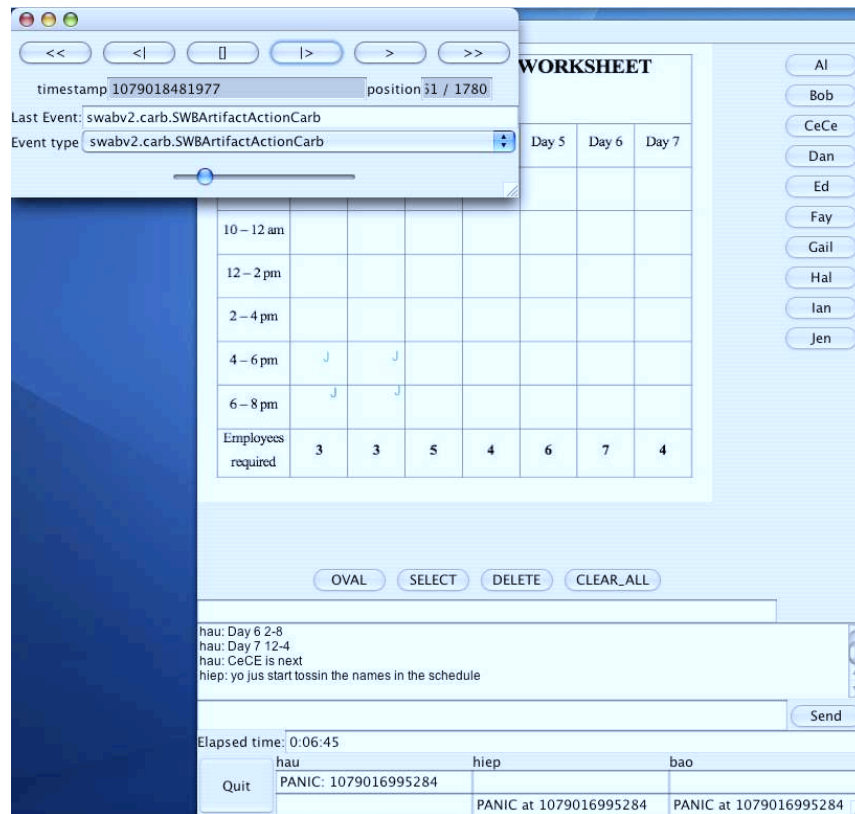 << <| [] |> > >>
timestamp 1079018481977 position 51 / 1780
Last Event: swabv2.carb.SWBArtifactActionCarb
Event type swabv2.carb.SWBArtifactActionCarb
WORKSHEET
Day 5 Day 6 Day 7
10 – 12 am
12 – 2 pm
2 – 4 pm
4 – 6 pm J J
6 – 8 pm J J
Employees
required 3 3 5 4 6 7 4
Al
Bob
CeCe
Dan
Ed
Fay
Gail
Hal
Ian
Jen
OVAL SELECT DELETE CLEAR_ALL
hau: Day 6 2-8
hau: Day 7 12-4
hau: CeCE is next
hiep: yo jus start tossin the names in the schedule
Send
Elapsed time: 0:06:45
hau hiep bao
Quit PANIC: 1079016995284
PANIC at 1079016995284 PANIC at 1079016995284